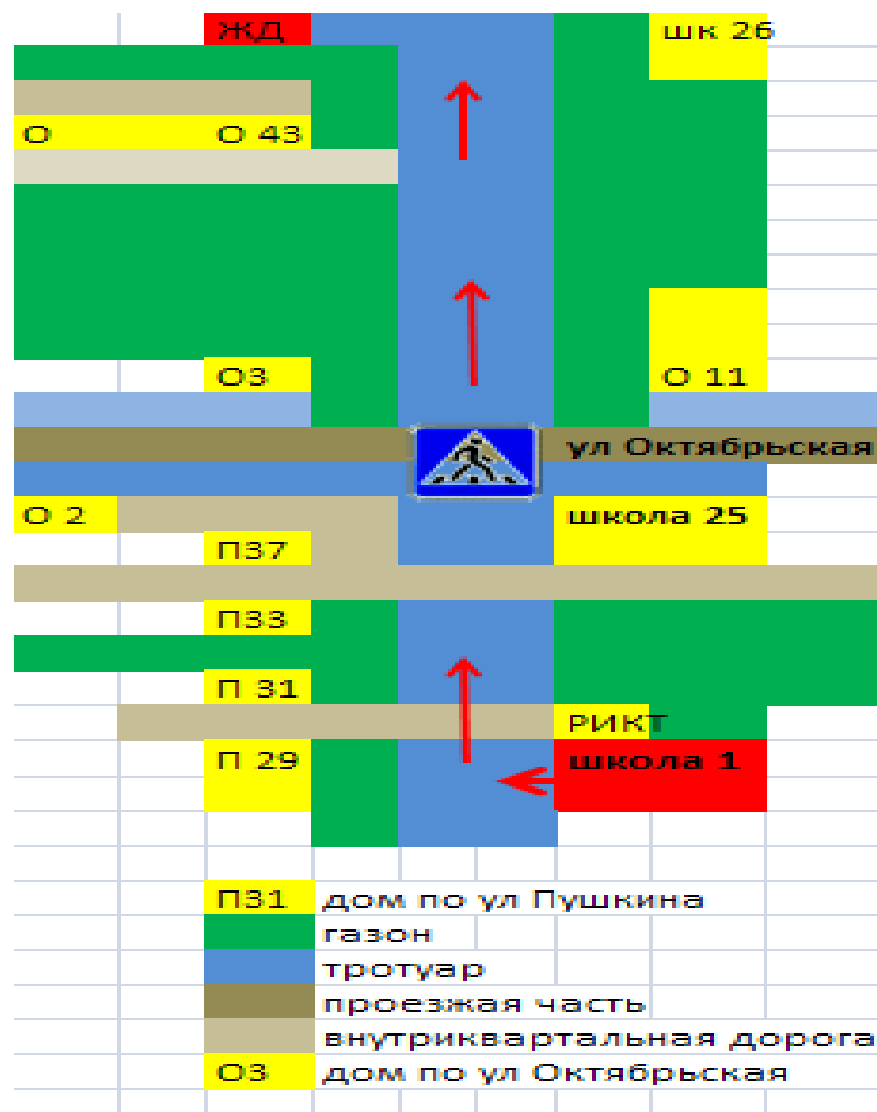 ЖД шк 26
О О 43
О3 О 11
ул Октябрьская
О 2 школа 25
П37
П33
П 31
РИКТ
П 29 школа 1
П31 дом по ул Пушкина
газон
тротуар
проезжая часть
внутриквартальная дорога
О3 дом по ул Октябрьская